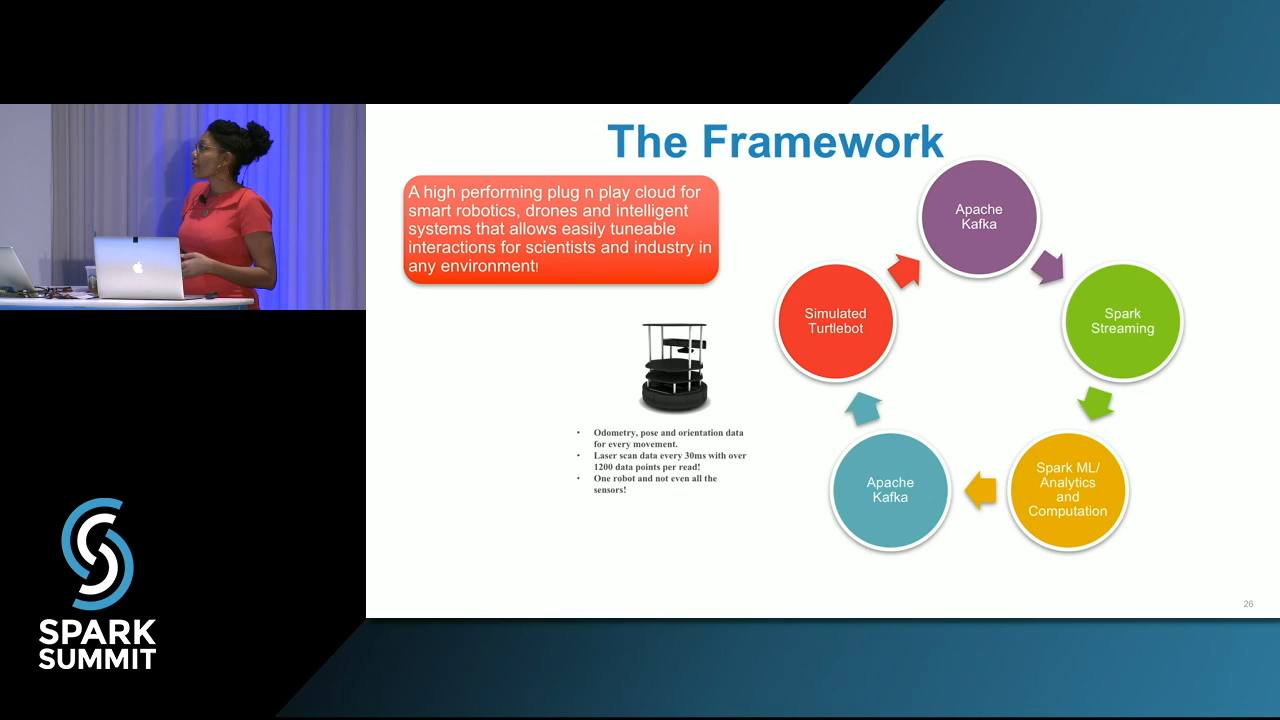 The Framework
A high performing plug n play cloud for
smart robotics, drones and intelligent
systems that allows easily tuneable
interactions for scientists and industry in
any environment!
Apache
Kafka
Spark
Streaming
Spark ML/
Analytics
and
Computation
Apache
Kafka
Simulated
Turtlebot
• Odometry, pose and orientation data
for every movement.
• Laser scan data every 30ms with over
1200 data points per read!
• One robot and not even all the
sensors!
26
SPARK
SUMMIT